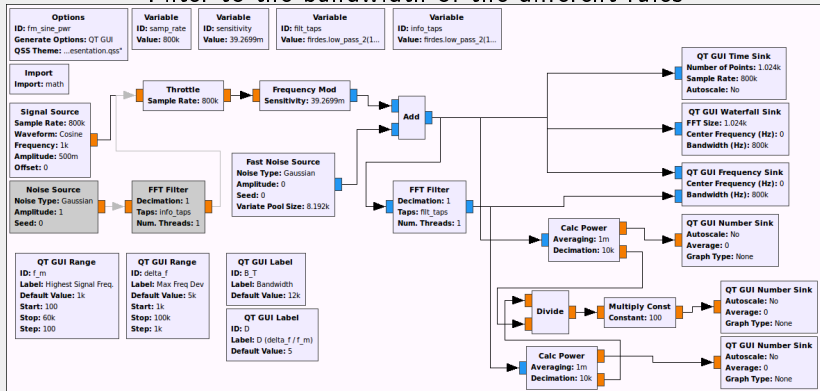 Filter to the bandwidth of the different rules
Options
ID: fm_sine_pwr
Generate Options: QT GUI
QSS Theme: ...esentation.qss"
Variable
ID: samp_rate
Value: 800k
Variable
ID: sensitivity
Value: 39.2699m
Variable
ID: filt_taps
Value: firdes.low_pass_2(1...
Variable
ID: info_taps
Value: firdes.low_pass_2(1...
Import
Import: math
Throttle
Sample Rate: 800k
Frequency Mod
Sensitivity: 39.2699m
Signal Source
Sample Rate: 800k
Waveform: Cosine
Frequency: 1k
Amplitude: 500m
Offset: 0
Add
QT GUI Time Sink
Number of Points: 1.024k
Sample Rate: 800k
Autoscale: No
QT GUI Waterfall Sink
FFT Size: 1.024k
Center Frequency (Hz): 0
Bandwidth (Hz): 800k
Fast Noise Source
Noise Type: Gaussian
Amplitude: 0
Seed: 0
Variate Pool Size: 8.192k
QT GUI Frequency Sink
Center Frequency (Hz): 0
Bandwidth (Hz): 800k
Noise Source
Noise Type: Gaussian
Amplitude: 1
Seed: 0
FFT Filter
Decimation: 1
Taps: info_taps
Num. Threads: 1
FFT Filter
Decimation: 1
Taps: filt_taps
Num. Threads: 1
Calc Power
Averaging: 1m
Decimation: 10k
QT GUI Number Sink
Autoscale: No
Average: 0
Graph Type: None
QT GUI Range
ID: f_m
Label: Highest Signal Freq.
Default Value: 1k
Start: 100
Stop: 60k
Step: 100
QT GUI Range
ID: delta_f
Label: Max Freq Dev
Default Value: 5k
Start: 1k
Stop: 100k
Step: 1k
QT GUI Label
ID: B_T
Label: Bandwidth
Default Value: 12k
QT GUI Label
ID: D
Label: D (delta_f / f_m)
Default Value: 5
Divide
Multiply Const
Constant: 100
QT GUI Number Sink
Autoscale: No
Average: 0
Graph Type: None
Calc Power
Averaging: 1m
Decimation: 10k
QT GUI Number Sink
Autoscale: No
Average: 0
Graph Type: None